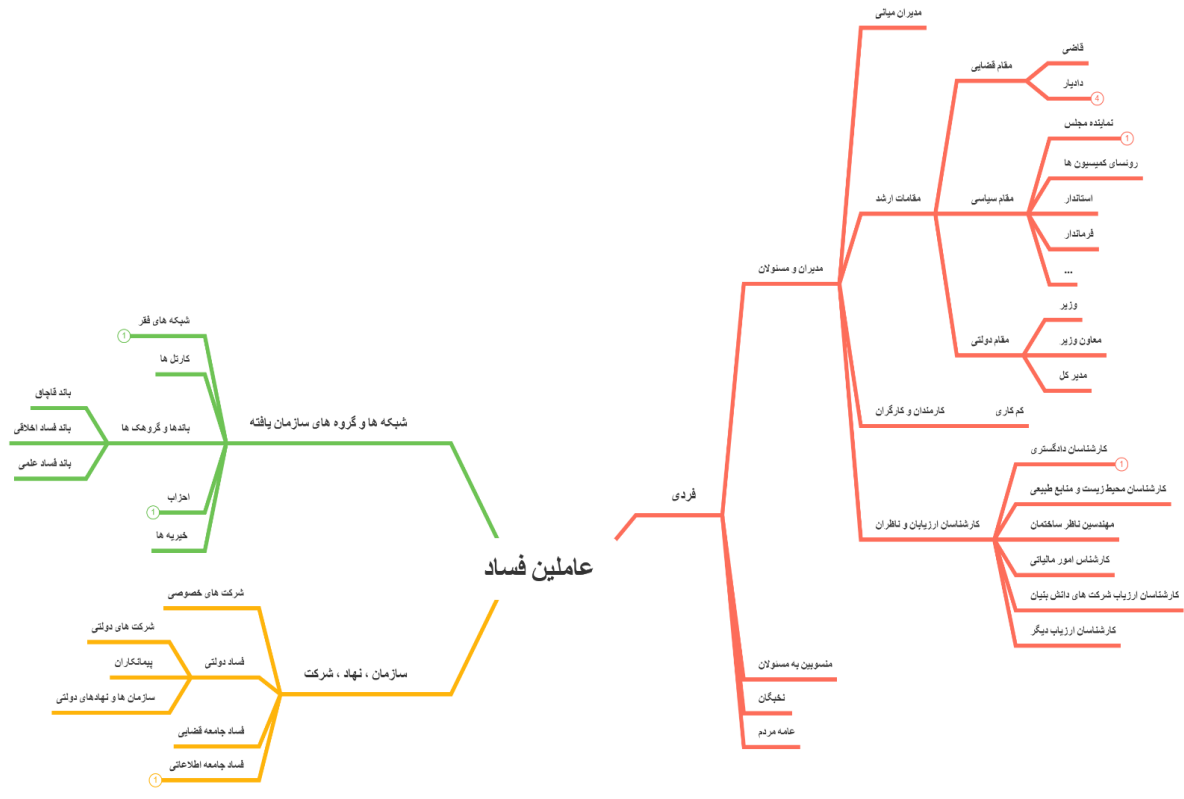 عاملین فساد
فردی
مدیران و مسئولان
مدیران میانی
مقامات ارشد
مقام قضایی
قاضی
دادیار
4
مقام سیاسی
نماینده مجلس
1
روئسای کمیسیون ها
استاندار
فرماندار
...
مقام دولتی
وزیر
معاون وزیر
مدیر کل
کارمندان و کارگران
کم کاری
کارشناسان ارزیابان و ناظران
کارشناسان دادگستری
1
کارشناسان محیط زیست و منابع طبیعی
مهندسین ناظر ساختمان
کارشناس امور مالیاتی
کارشناسان ارزیاب شرکت های دانش بنیان
کارشناسان ارزیاب دیگر
منسوبین به مسئولان
نخبگان
عامه مردم
شبکه ها و گروه های سازمان یافته
شبکه های فقر
1
کارتل ها
باندها و گروهک ها
باند قاچاق
باند فساد اخلاقی
باند فساد علمی
احزاب
1
خیریه ها
سازمان ، نهاد ، شرکت
شرکت های خصوصی
فساد دولتی
شرکت های دولتی
پیمانکاران
سازمان ها و نهادهای دولتی
فساد جامعه قضایی
فساد جامعه اطلاعاتی
1